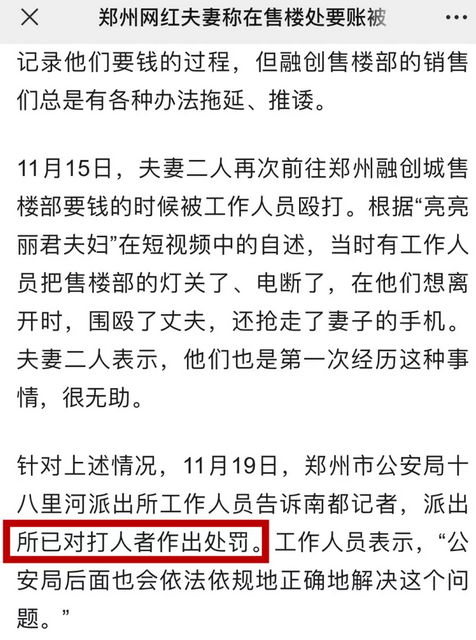 郑州网红夫妻称在售楼处要账被
记录他们要钱的过程，但融创售楼部的销售
们总是有各种办法拖延、推诿。
11月15日，夫妻二人再次前往郑州融创城售
楼部要钱的时候被工作人员殴打。根据“亮亮
丽君夫妇”在短视频中的自述，当时有工作人
员把售楼部的灯关了、电断了，在他们想离
开时，围殴了丈夫，还抢走了妻子的手机。
夫妻二人表示，他们也是第一次经历这种事
情，很无助。
针对上述情况，11月19日，郑州市公安局十
八里河派出所工作人员告诉南都记者，派出
所已对打人者作出处罚。工作人员表示，“公
安局后面也会依法依规地正确地解决这个问
题。”